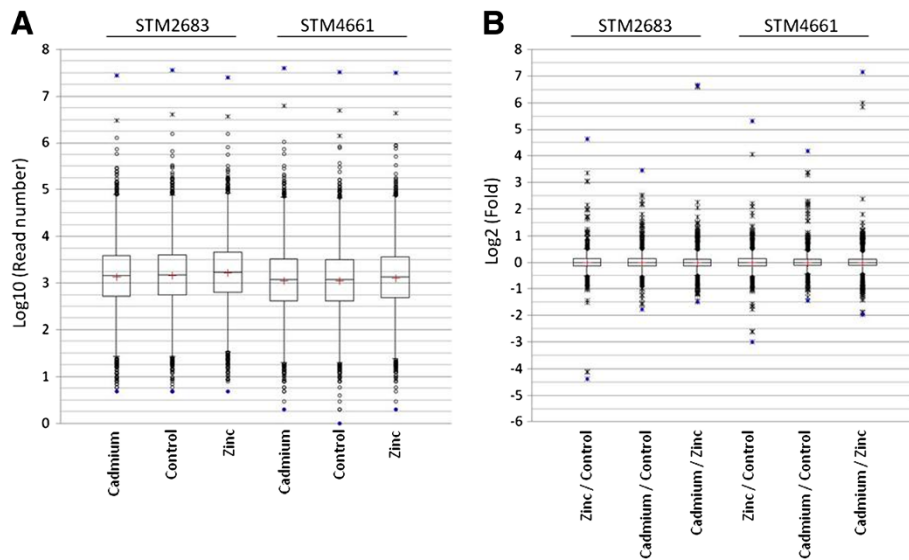 A
STM2683
STM4661
Log10 (Read number)
8
7
6
5
4
3
2
1
0
Cadmium
Control
Zinc
Cadmium
Control
Zinc
B
STM2683
STM4661
Log2 (Fold)
8
7
6
5
4
3
2
1
0
-1
-2
-3
-4
-5
-6
Zinc / Control
Cadmium / Control
Cadmium / Zinc
Zinc / Control
Cadmium / Control
Cadmium / Zinc